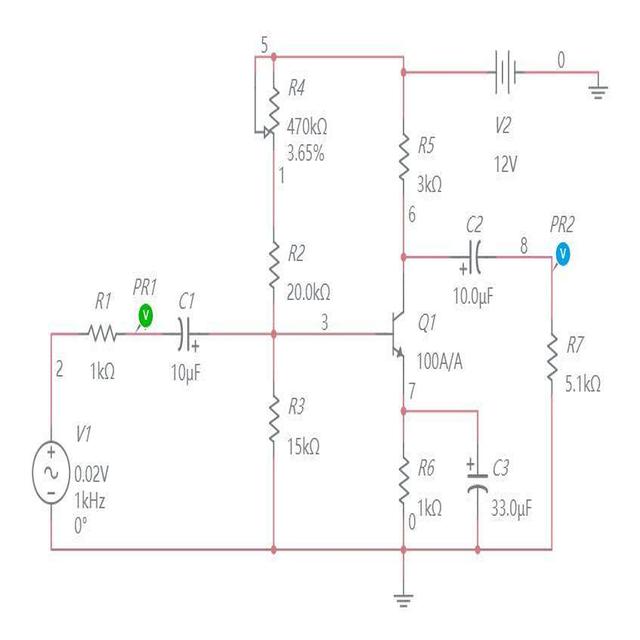 5
0
R4
470kΩ
3.65%
V2
12V
R5
3kΩ
1
6
C2
8
PR2
V
10.0µF
R2
20.0kΩ
PR1
V
R1
C1
3
Q1
1kΩ
10µF
100A/A
2
R7
5.1kΩ
7
R3
15kΩ
V1
0.02V
1kHz
0°
R6
1kΩ
0
C3
33.0µF